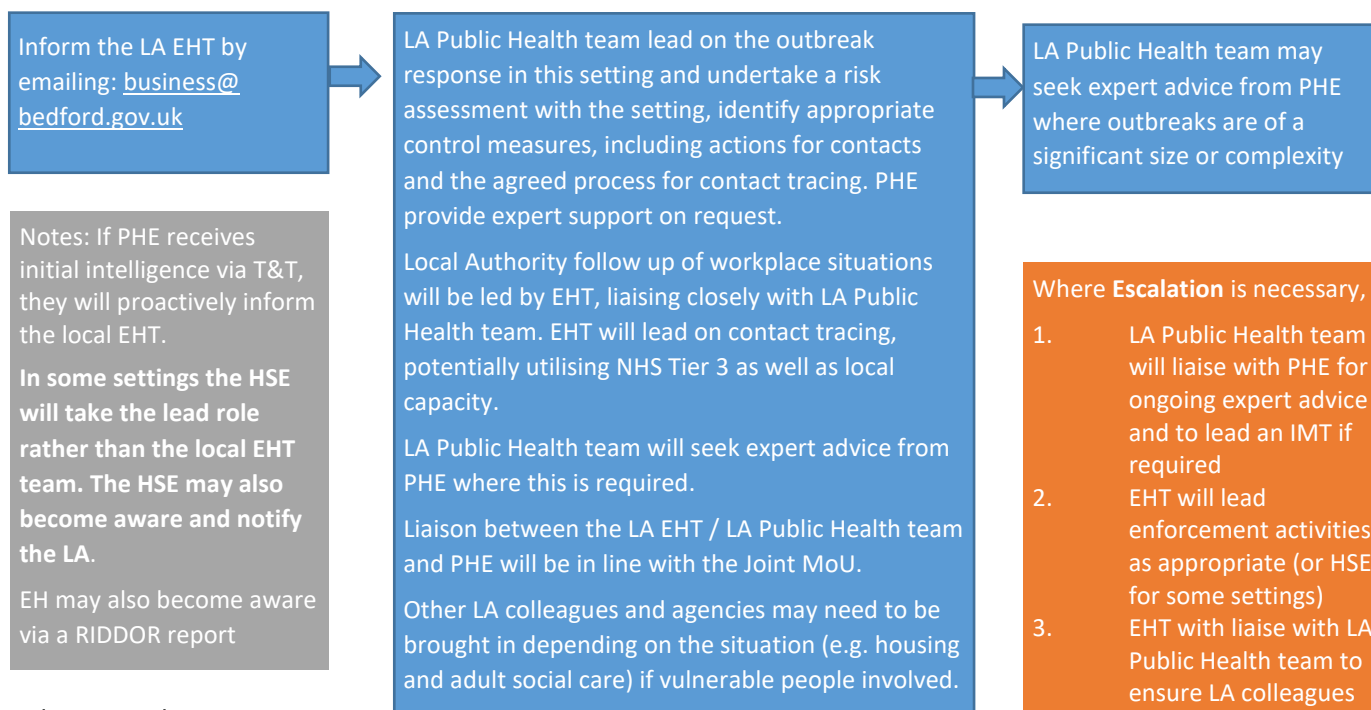 Inform the LA EHT by
emailing: business@
bedford.gov.uk
Notes: If PHE receives
initial intelligence via T&T,
they will proactively inform
the local EHT.
In some settings the HSE
will take the lead role
rather than the local EHT
team. The HSE may also
become aware and notify
the LA.
EH may also become aware
via a RIDDOR report
LA Public Health team lead on the outbreak
response in this setting and undertake a risk
assessment with the setting, identify appropriate
control measures, including actions for contacts
and the agreed process for contact tracing. PHE
provide expert support on request.
Local Authority follow up of workplace situations
will be led by EHT, liaising closely with LA Public
Health team. EHT will lead on contact tracing,
potentially utilising NHS Tier 3 as well as local
capacity.
LA Public Health team will seek expert advice from
PHE where this is required.
Liaison between the LA EHT / LA Public Health team
and PHE will be in line with the Joint MoU.
Other LA colleagues and agencies may need to be
brought in depending on the situation (e.g. housing
and adult social care) if vulnerable people involved.
LA Public Health team may
seek expert advice from PHE
where outbreaks are of a
significant size or complexity
Where Escalation is necessary,
1. LA Public Health team
will liaise with PHE for
ongoing expert advice
and to lead an IMT if
required
2. EHT will lead
enforcement activities
as appropriate (or HSE
for some settings)
3. EHT with liaise with LA
Public Health team to
ensure LA colleagues